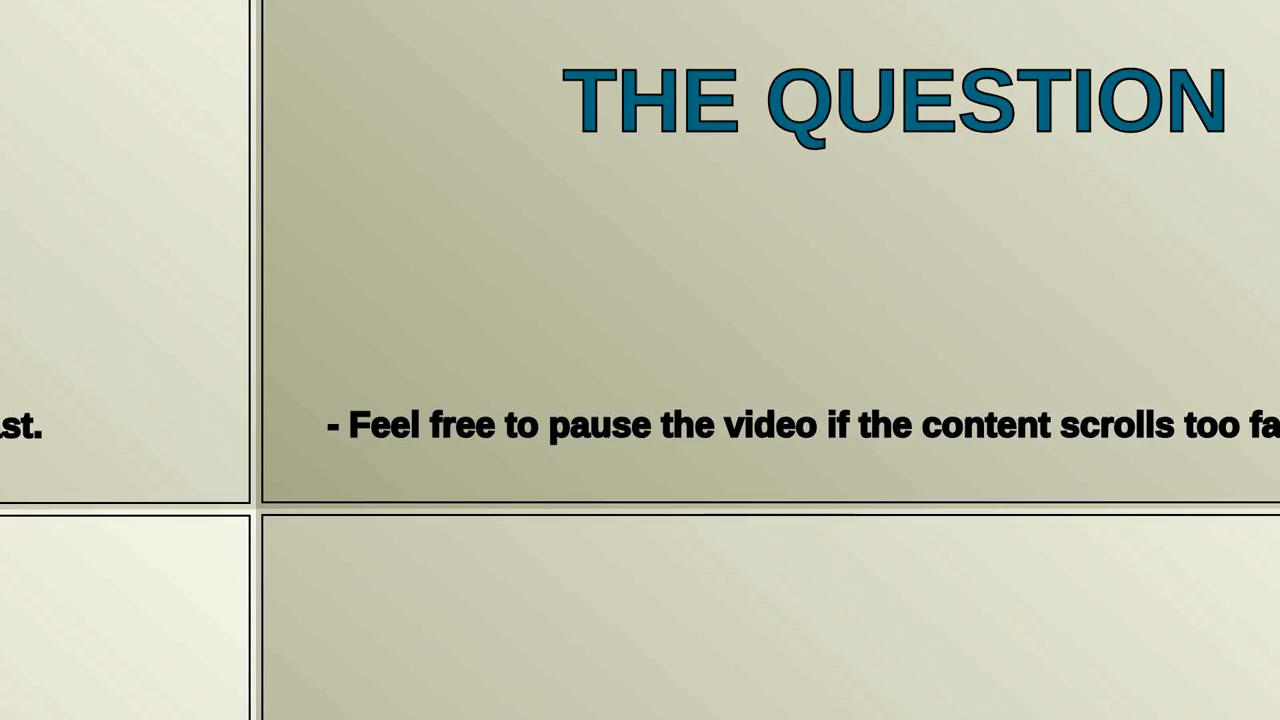 THE QUESTION
st.
- Feel free to pause the video if the content scrolls too fa